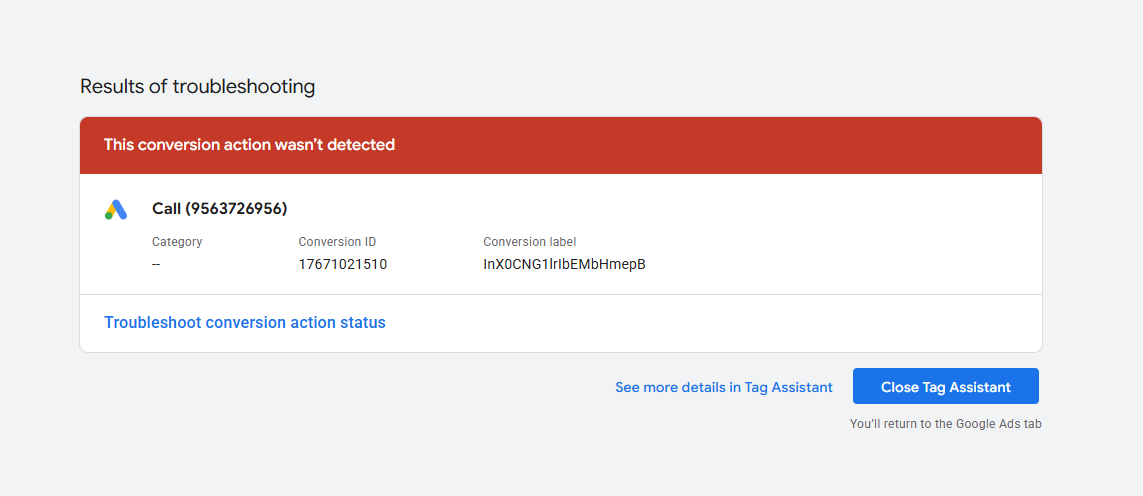 Results of troubleshooting
This conversion action wasn't detected
Call (9563726956)
Category Conversion ID Conversion label
-- 17671021510 InX0CNG1lrIbEMbHmepB
Troubleshoot conversion action status
See more details in Tag Assistant Close Tag Assistant
You'll return to the Google Ads tab